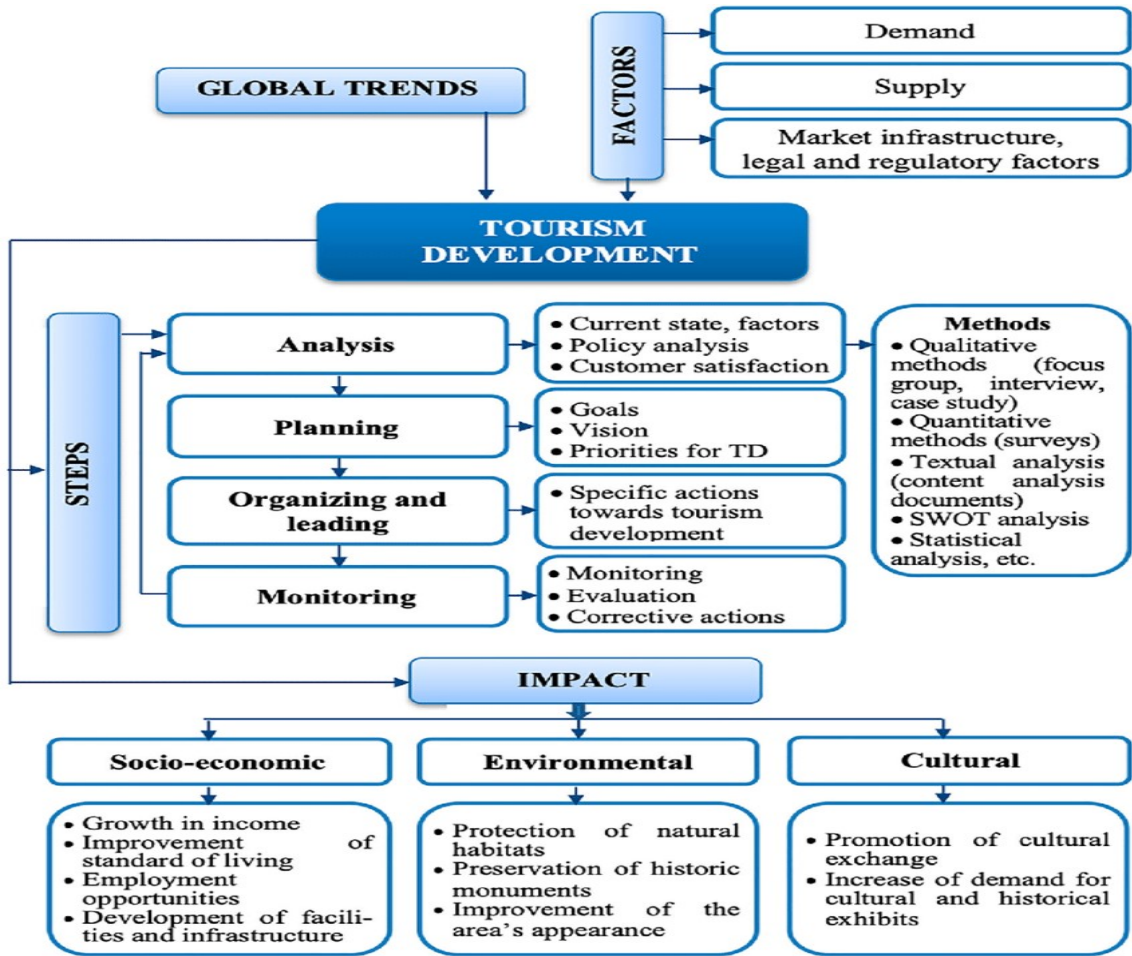 GLOBAL TRENDS
FACTORS
Demand
Supply
Market infrastructure,
legal and regulatory factors
TOURISM
DEVELOPMENT
STEPS
Analysis
• Current state, factors
• Policy analysis
• Customer satisfaction
Planning
• Goals
• Vision
• Priorities for TD
Organizing and
leading
• Specific actions
towards tourism
development
Monitoring
• Monitoring
• Evaluation
• Corrective actions
Methods
• Qualitative
methods (focus
group, interview,
case study)
• Quantitative
methods (surveys)
• Textual analysis
(content analysis
documents)
• SWOT analysis
• Statistical
analysis, etc.
IMPACT
Socio-economic
• Growth in income
• Improvement of
standard of living
• Employment
opportunities
• Development of facili-
ties and infrastructure
Environmental
• Protection of natural
habitats
• Preservation of historic
monuments
• Improvement of the
area's appearance
Cultural
• Promotion of cultural
exchange
• Increase of demand for
cultural and historical
exhibits